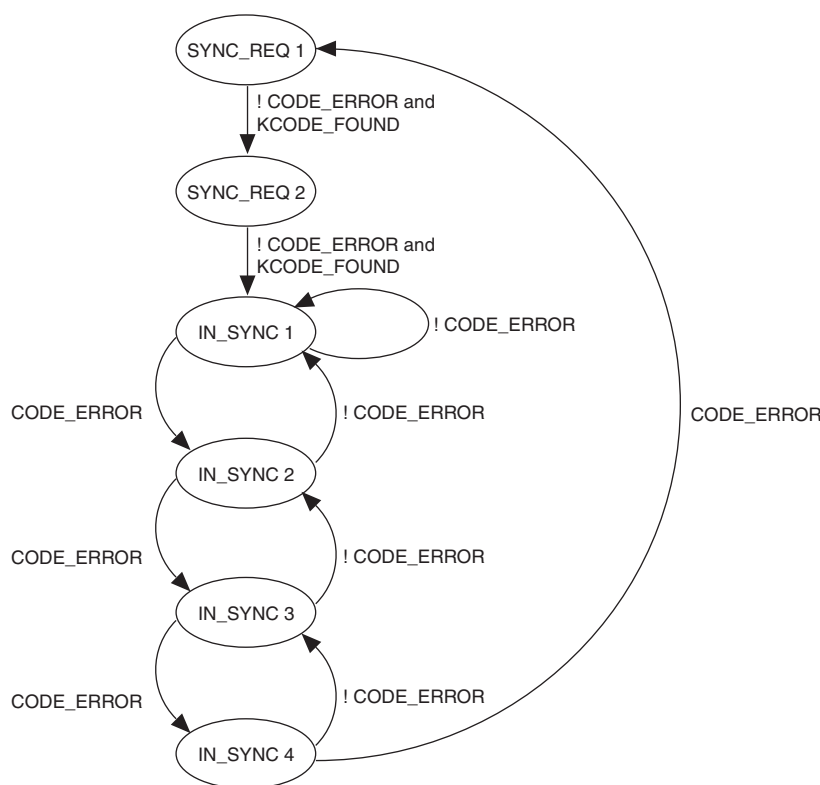 SYNC_REQ 1
! CODE_ERROR and
KCODE_FOUND
SYNC_REQ 2
! CODE_ERROR and
KCODE_FOUND
IN_SYNC 1
! CODE_ERROR
CODE_ERROR
! CODE_ERROR
CODE_ERROR
IN_SYNC 2
CODE_ERROR
! CODE_ERROR
IN_SYNC 3
CODE_ERROR
! CODE_ERROR
IN_SYNC 4